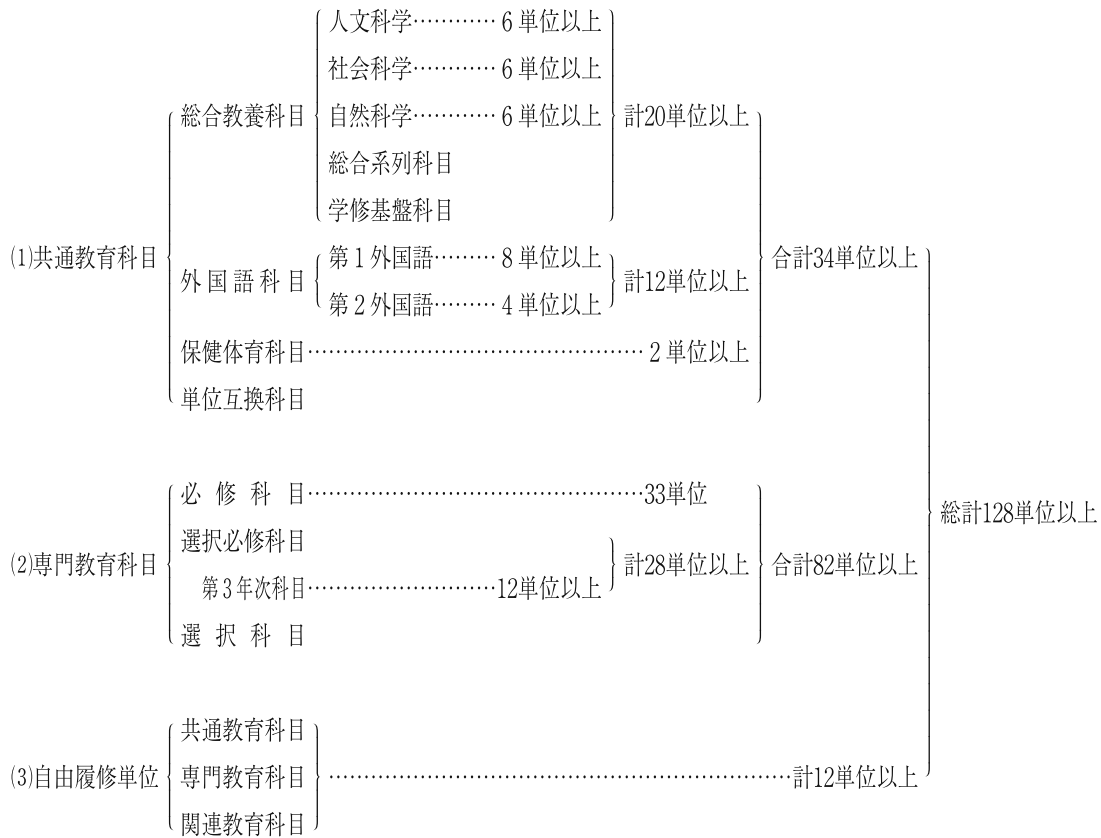 人文科学………… 6 単位以上
社会科学………… 6 単位以上
総合教養科目 自然科学………… 6 単位以上 計20単位以上
総合系列科目
学修基盤科目
⑴共通教育科目 第1外国語……… 8 単位以上 合計34単位以上
外国語科目 計12単位以上
第2外国語……… 4 単位以上
保健体育科目………………………………………… 2 単位以上
単位互換科目
必修科目…………………………………………33単位
総計128単位以上
選択必修科目
⑵専門教育科目 計28単位以上 合計82単位以上
第3年次科目………………………12単位以上
選択科目
共通教育科目
⑶自由履修単位 専門教育科目 …………………………………………………………計12単位以上
関連教育科目